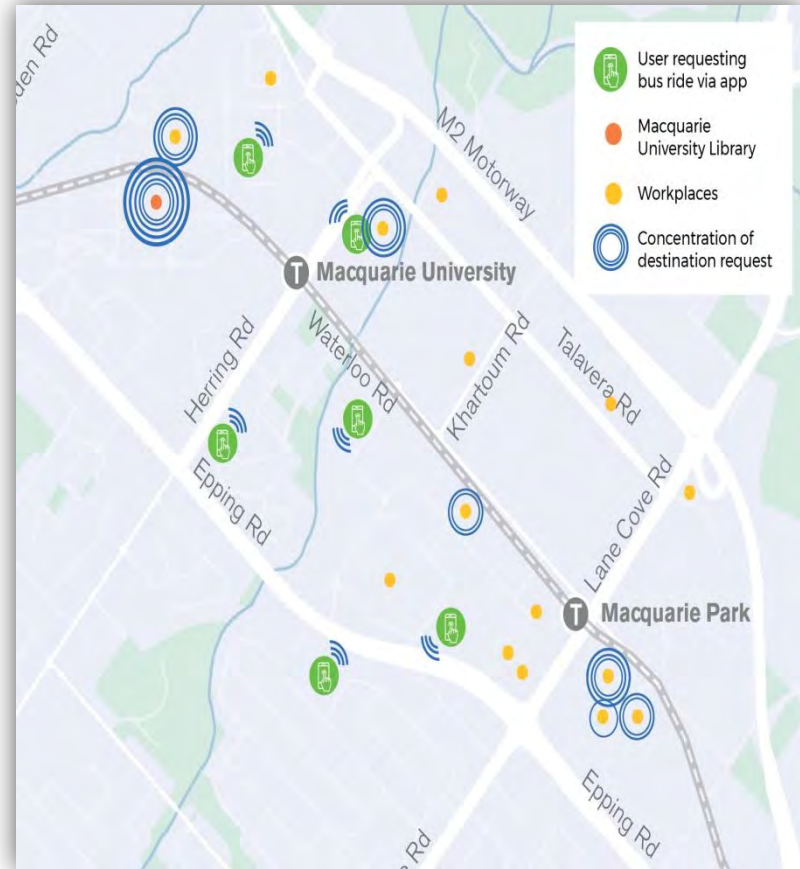 User requesting
bus ride via app
Macquarie
University Library
Workplaces
Concentration of
destination request
M2 Motorway
T Macquarie University
Herring Rd
Waterloo Rd
Khartoum Rd
Talavera Rd
Epping Rd
Lane Cove Rd
T Macquarie Park
Epping Rd
Rd